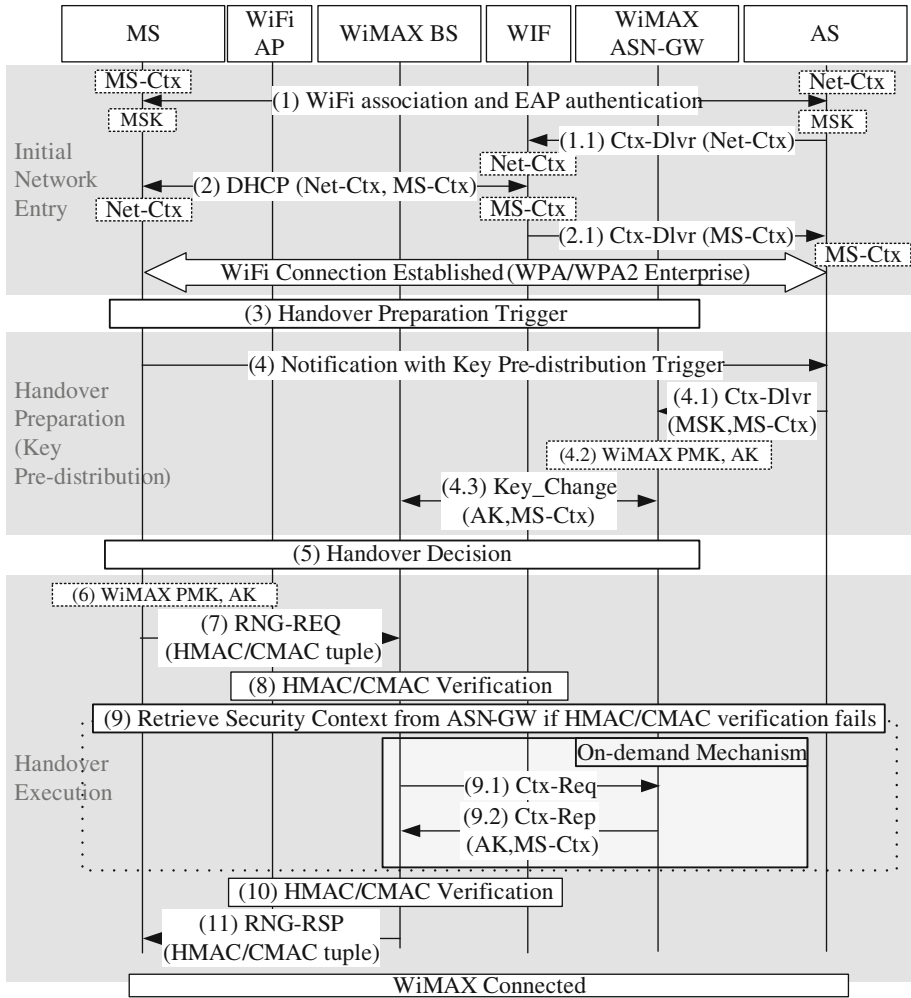 MS
WiFi
AP
WiMAX BS
WIF
WiMAX
ASN-GW
AS
MS-Ctx
Net-Ctx
(1) WiFi association and EAP authentication
MSK
MSK
Initial
Network
Entry
(1.1) Ctx-Dlvr (Net-Ctx)
Net-Ctx
(2) DHCP (Net-Ctx, MS-Ctx)
Net-Ctx
MS-Ctx
(2.1) Ctx-Dlvr (MS-Ctx)
MS-Ctx
WiFi Connection Established (WPA/WPA2 Enterprise)
(3) Handover Preparation Trigger
(4) Notification with Key Pre-distribution Trigger
Handover
Preparation
(Key
Pre-distribution)
(4.1) Ctx-Dlvr
(MSK,MS-Ctx)
(4.2) WiMAX PMK, AK
(4.3) Key_Change
(AK,MS-Ctx)
(5) Handover Decision
(6) WiMAX PMK, AK
(7) RNG-REQ
(HMAC/CMAC tuple)
(8) HMAC/CMAC Verification
(9) Retrieve Security Context from ASN-GW if HMAC/CMAC verification fails
Handover
Execution
On-demand Mechanism
(9.1) Ctx-Req
(9.2) Ctx-Rep
(AK,MS-Ctx)
(10) HMAC/CMAC Verification
(11) RNG-RSP
(HMAC/CMAC tuple)
WiMAX Connected